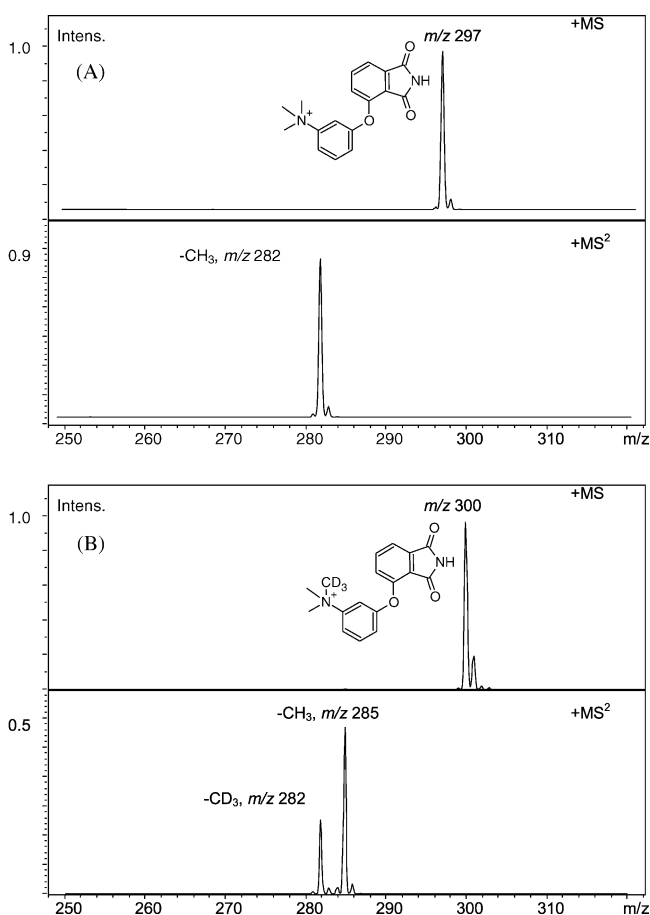 Intens.
m/z 297
+MS
1.0
(A)
O
NH
O
O
N+
+MS2
0.9
-CH3, m/z 282
250 260 270 280 290 300 310 m/z
Intens.
m/z 300
+MS
1.0
(B)
O
NH
CD3
O
O
N+
-CH3, m/z 285
+MS2
0.5
-CD3, m/z 282
250 260 270 280 290 300 310 m/z